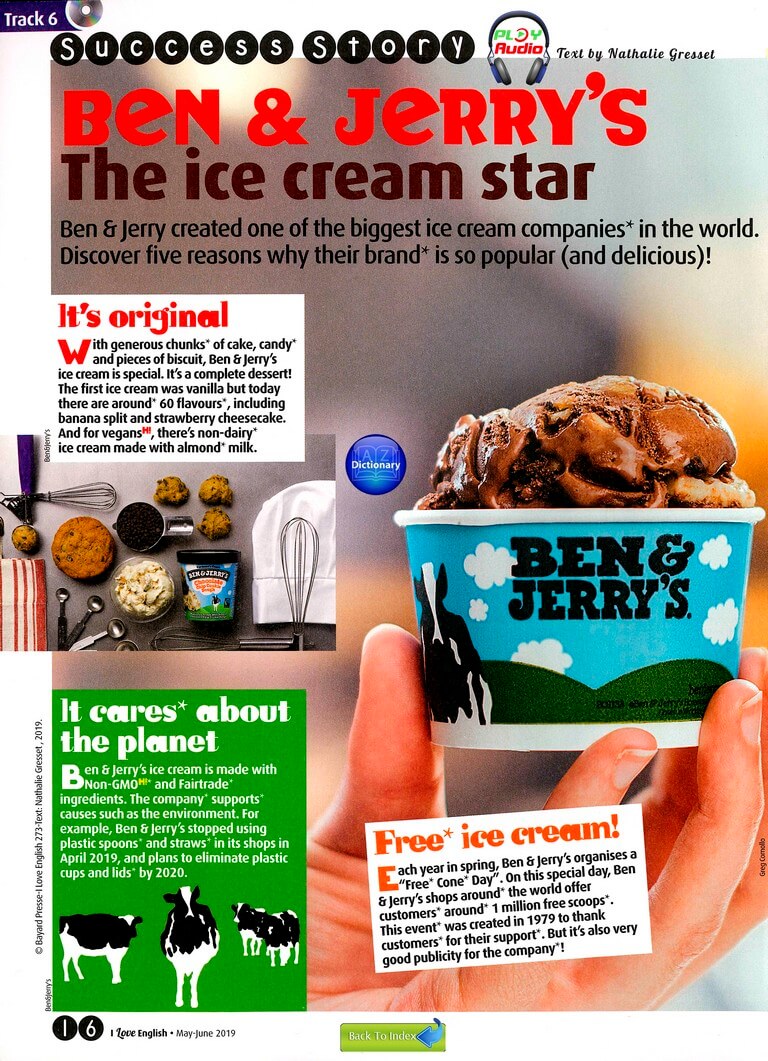 Track 6
Success Story
PLAY
Audio
Text by Nathalie Gresset
BEN & JERRY'S
The ice cream star
Ben & Jerry created one of the biggest ice cream companies* in the world.
Discover five reasons why their brand* is so popular (and delicious)!
It's original
With generous chunks* of cake, candy*
and pieces of biscuit, Ben & Jerry's
ice cream is special. It's a complete dessert!
The first ice cream was vanilla but today
there are around* 60 flavours*, including
banana split and strawberry cheesecake.
And for vegansH!, there's non-dairy*
ice cream made with almond* milk.
Ben&Jerry's
A Z
Dictionary
BEN & JERRY'S
Chocolate
BEN &
JERRY'S.
It cares* about
the planet
Ben & Jerry's ice cream is made with
Non-GMOH!* and Fairtrade*
ingredients. The company* supports*
causes such as the environment. For
example, Ben & Jerry's stopped using
plastic spoons* and straws* in its shops in
April 2019, and plans to eliminate plastic
cups and lids* by 2020.
Free* ice cream!
Each year in spring, Ben & Jerry's organises a
"Free* Cone* Day". On this special day, Ben
& Jerry's shops around* the world offer
customers* around* 1 million free scoops*.
This event* was created in 1979 to thank
customers* for their support*. But it's also very
good publicity for the company*!
© Bayard Presse-I Love English 273-Text: Nathalie Gresset, 2019.
Ben&Jerry's
Greg Comollo
16 I Love English • May-June 2019
Back To Index